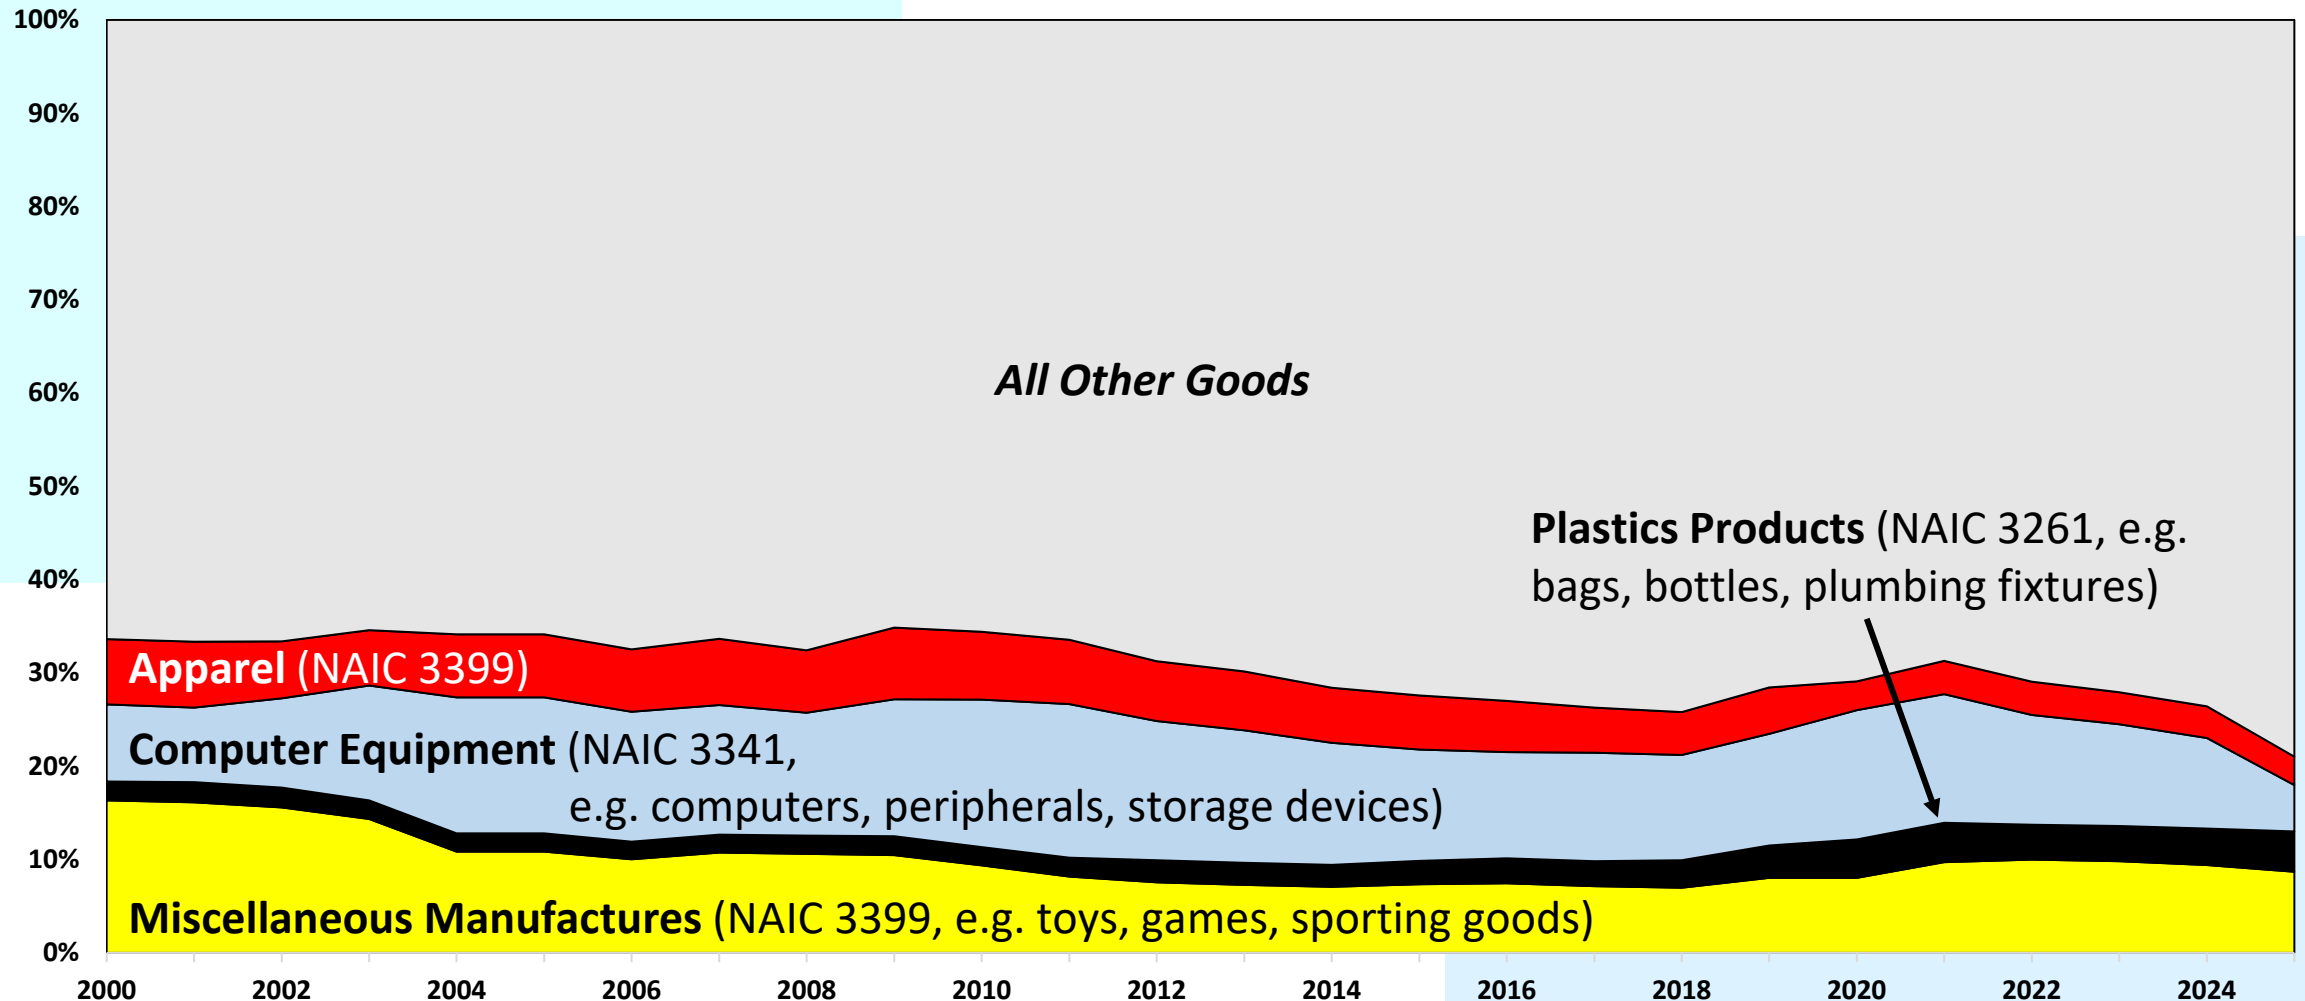 100%
90%
80%
70%
60%
50%
40%
30%
20%
10%
0%
All Other Goods
Plastics Products (NAIC 3261, e.g.
bags, bottles, plumbing fixtures)
Apparel (NAIC 3399)
Computer Equipment (NAIC 3341,
e.g. computers, peripherals, storage devices)
Miscellaneous Manufactures (NAIC 3399, e.g. toys, games, sporting goods)
2000 2002 2004 2006 2008 2010 2012 2014 2016 2018 2020 2022 2024